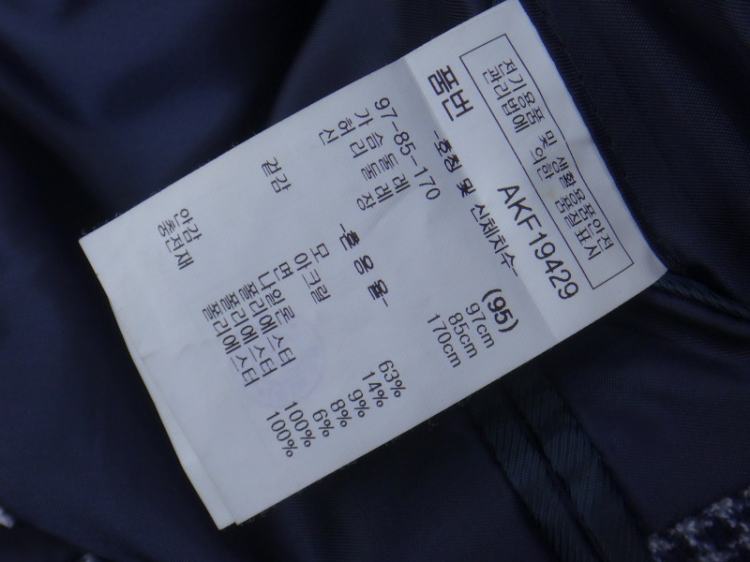 전기용품 및 생활용품안전
관리법에 의한 품질표시
품번 AKF19429
-호칭 및 신체치수-
97-85-170 (95)
가슴둘레 97cm
허리둘레 85cm
신장 170cm
-혼용율-
겉감 모 63%
아크릴 14%
면 9%
나일론 8%
폴리에스터 6%
안감 폴리에스터 100%
충전재 폴리에스터 100%